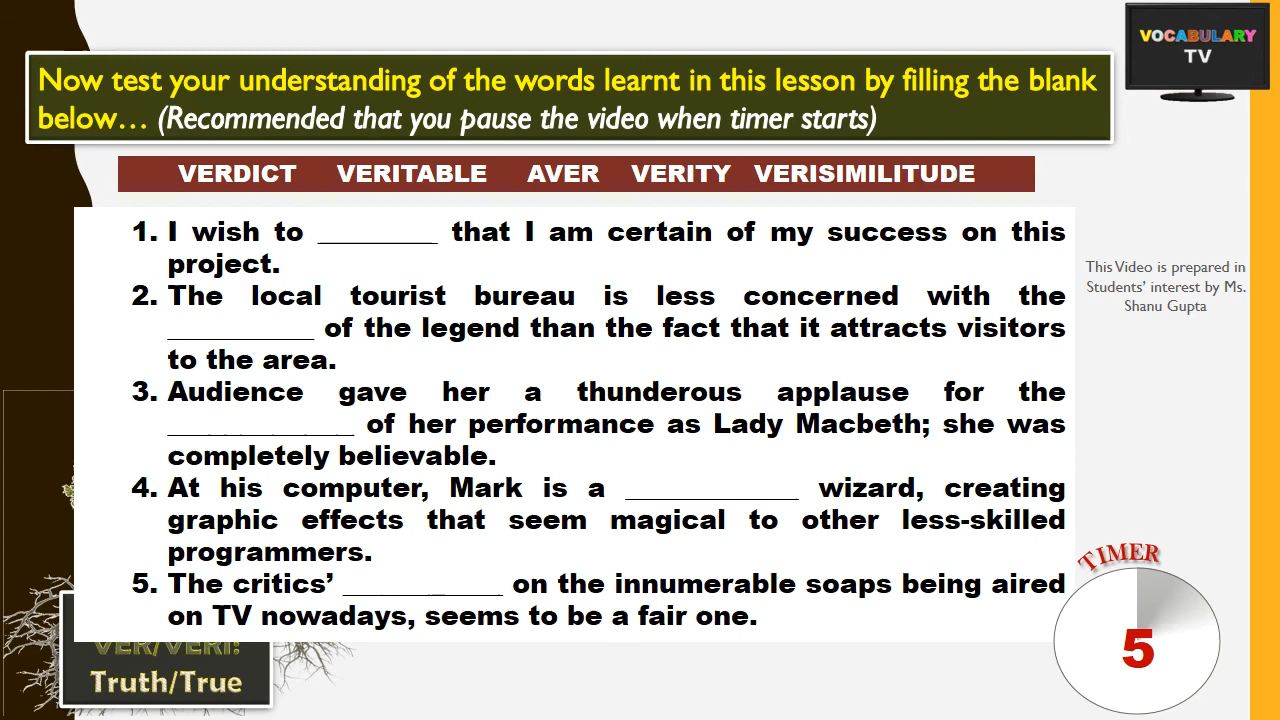 VOCABULARY
TV
Now test your understanding of the words learnt in this lesson by filling the blank
below… (Recommended that you pause the video when timer starts)
VERDICT VERITABLE AVER VERITY VERISIMILITUDE
1. I wish to ________ that I am certain of my success on this
project.
2. The local tourist bureau is less concerned with the
__________ of the legend than the fact that it attracts visitors
to the area.
3. Audience gave her a thunderous applause for the
_____________ of her performance as Lady Macbeth; she was
completely believable.
4. At his computer, Mark is a ____________ wizard, creating
graphic effects that seem magical to other less-skilled
programmers.
5. The critics’ ___________ on the innumerable soaps being aired
on TV nowadays, seems to be a fair one.
This Video is prepared in
Students’ interest by Ms.
Shanu Gupta
TIMER
5
VER/VERI:
Truth/True